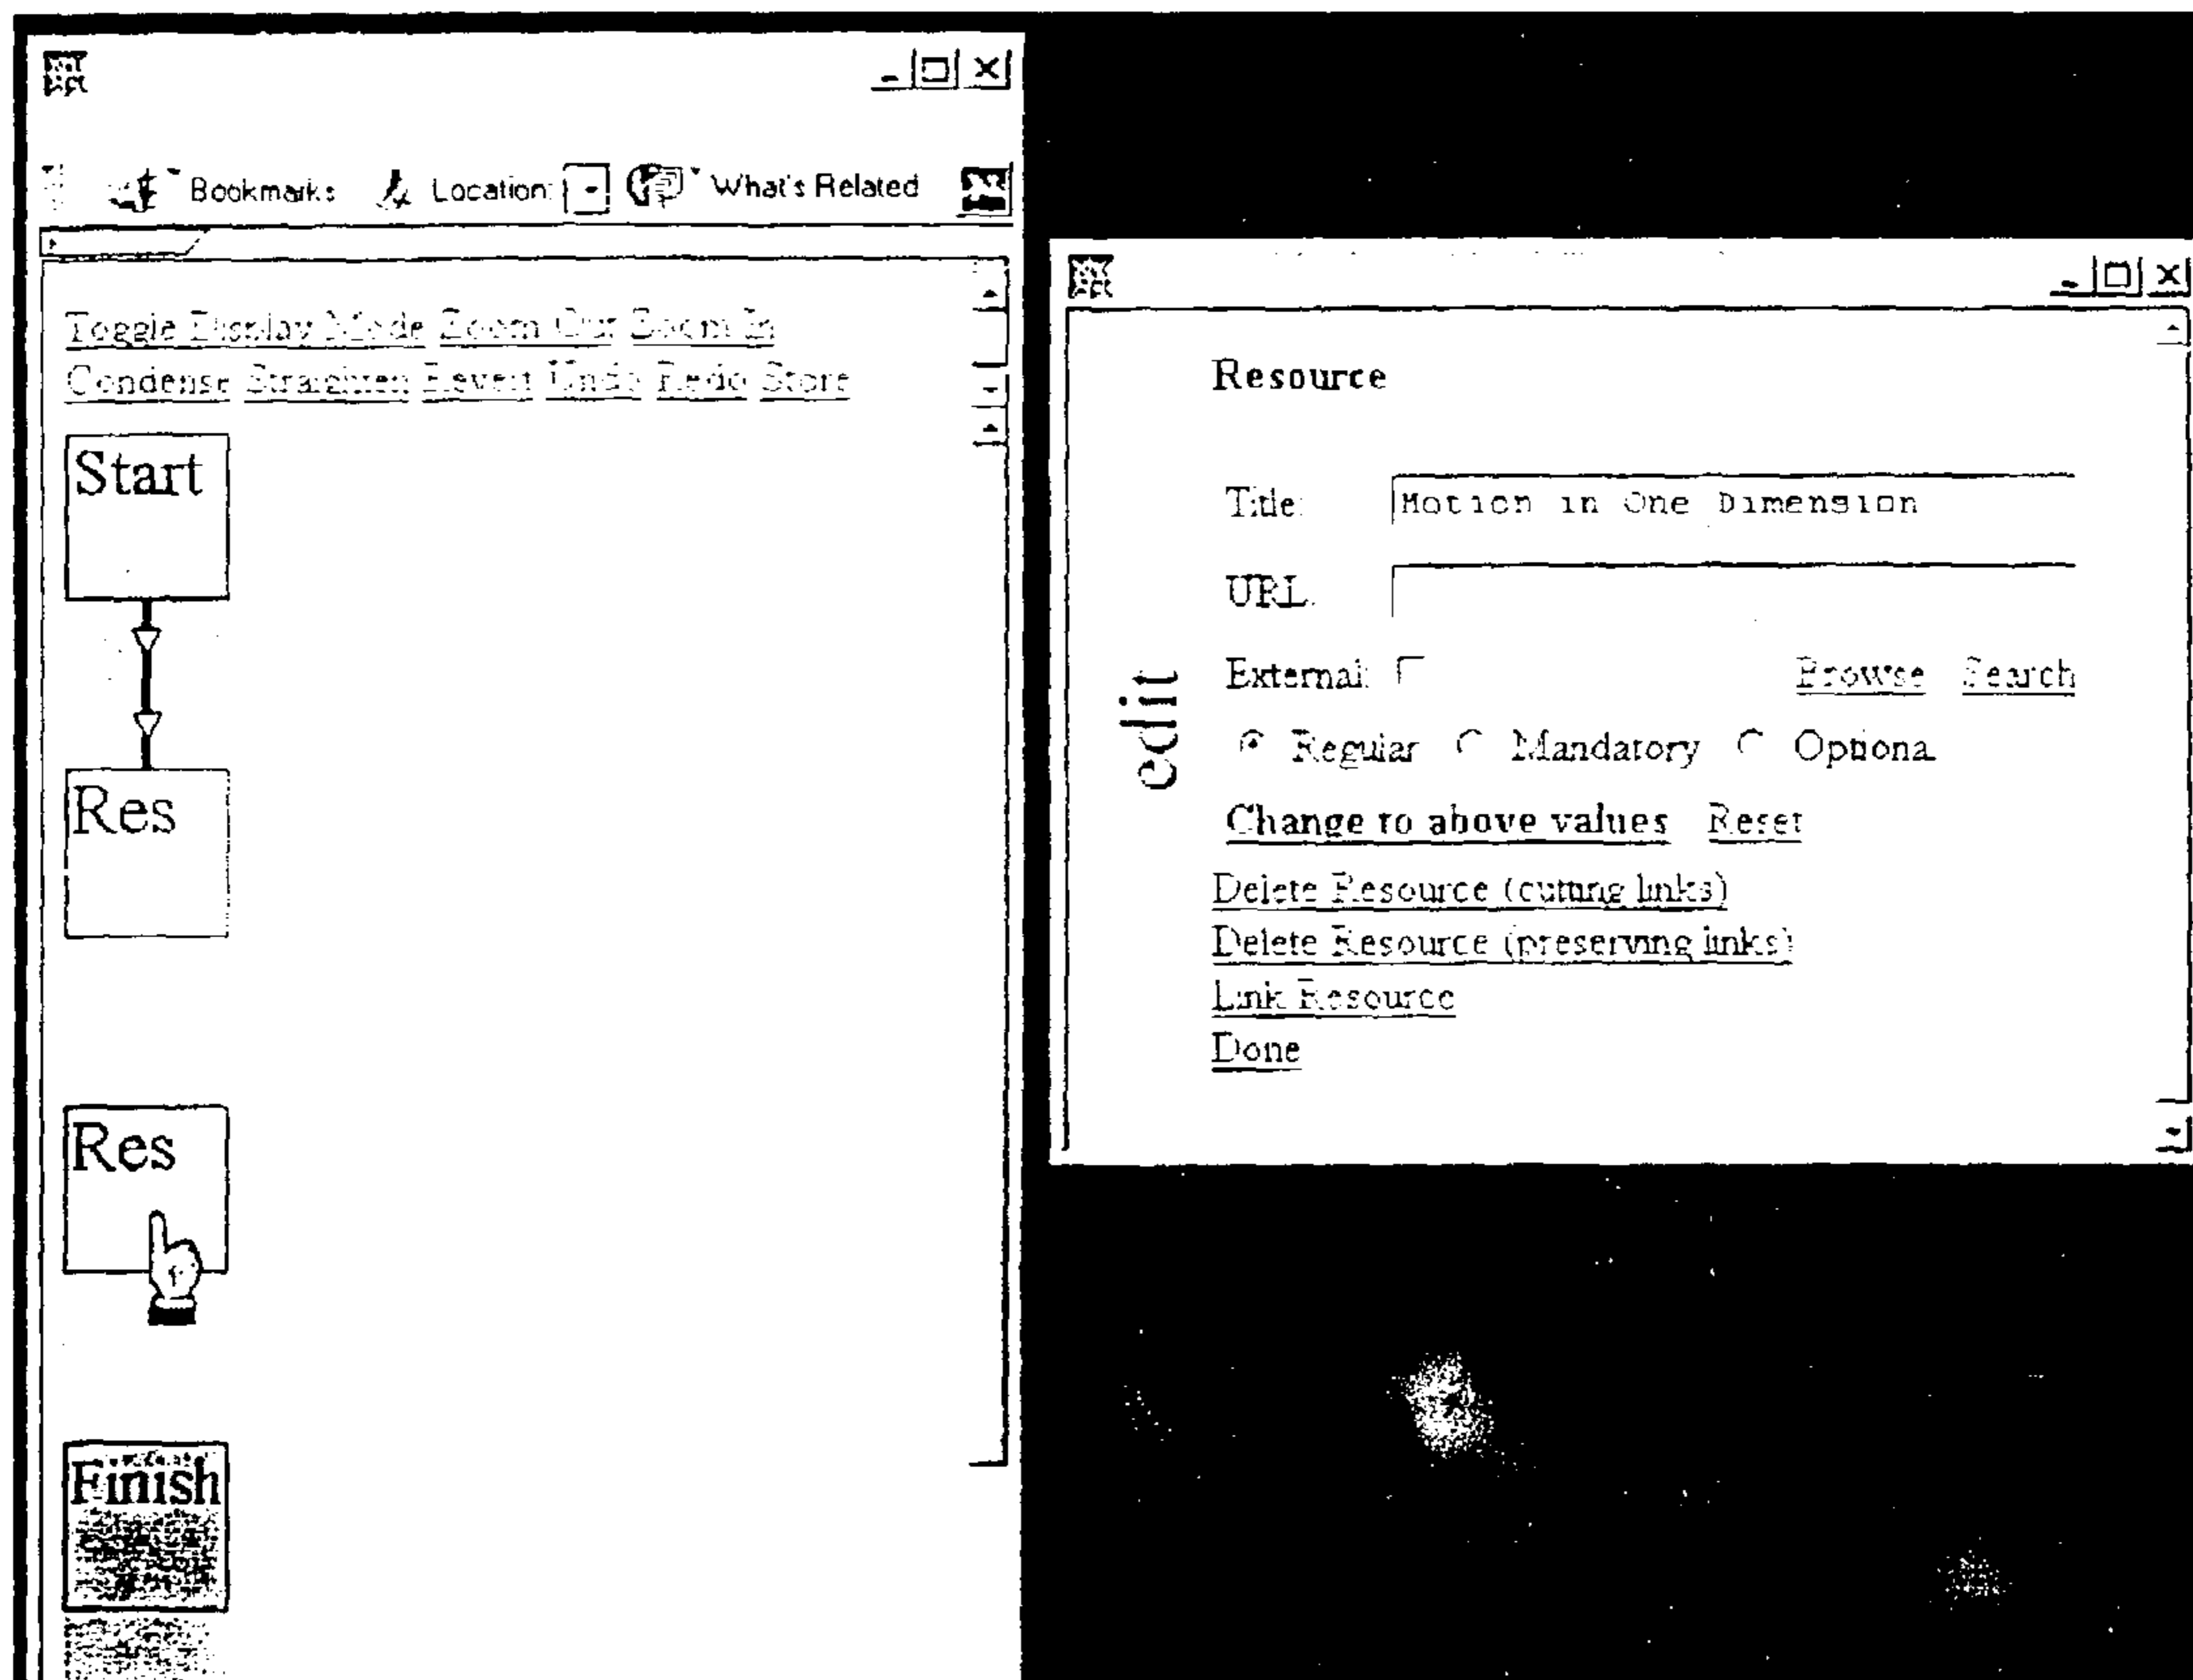 Bookmarks Location: What's Related
Toggle Display Mode Zoom Out Zoom In
Condense Straighten Revert Undo Redo Store
Start
Res
Res
Finish
Resource
Title: Motion in One Dimension
URL:
External: Browse Search
edit
Regular Mandatory Optional
Change to above values Reset
Delete Resource (cutting links)
Delete Resource (preserving links)
Link Resource
Done